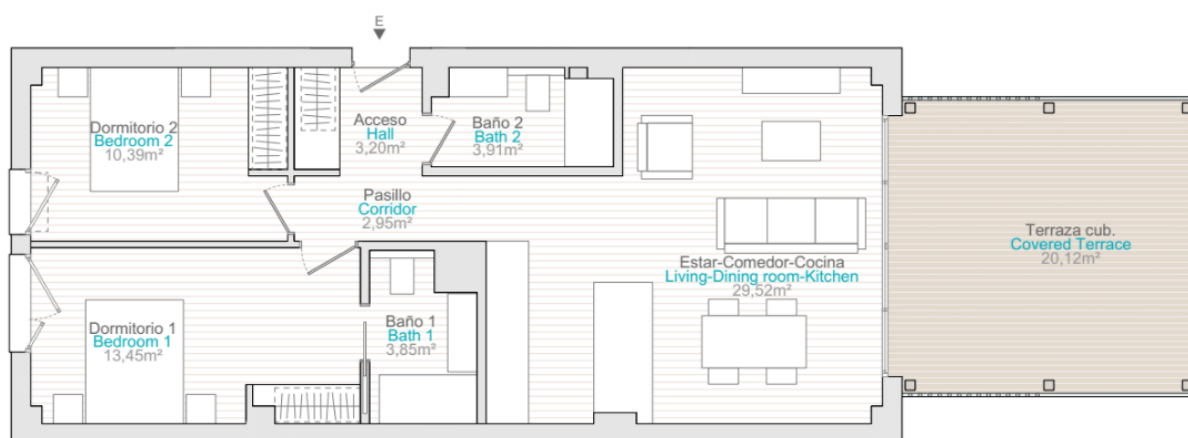 E
Dormitorio 2
Bedroom 2
10,39m²
Acceso
Hall
3,20m²
Baño 2
Bath 2
3,91m²
Pasillo
Corridor
2,95m²
Estar-Comedor-Cocina
Living-Dining room-Kitchen
29,52m²
Terraza cub.
Covered Terrace
20,12m²
Dormitorio 1
Bedroom 1
13,45m²
Baño 1
Bath 1
3,85m²